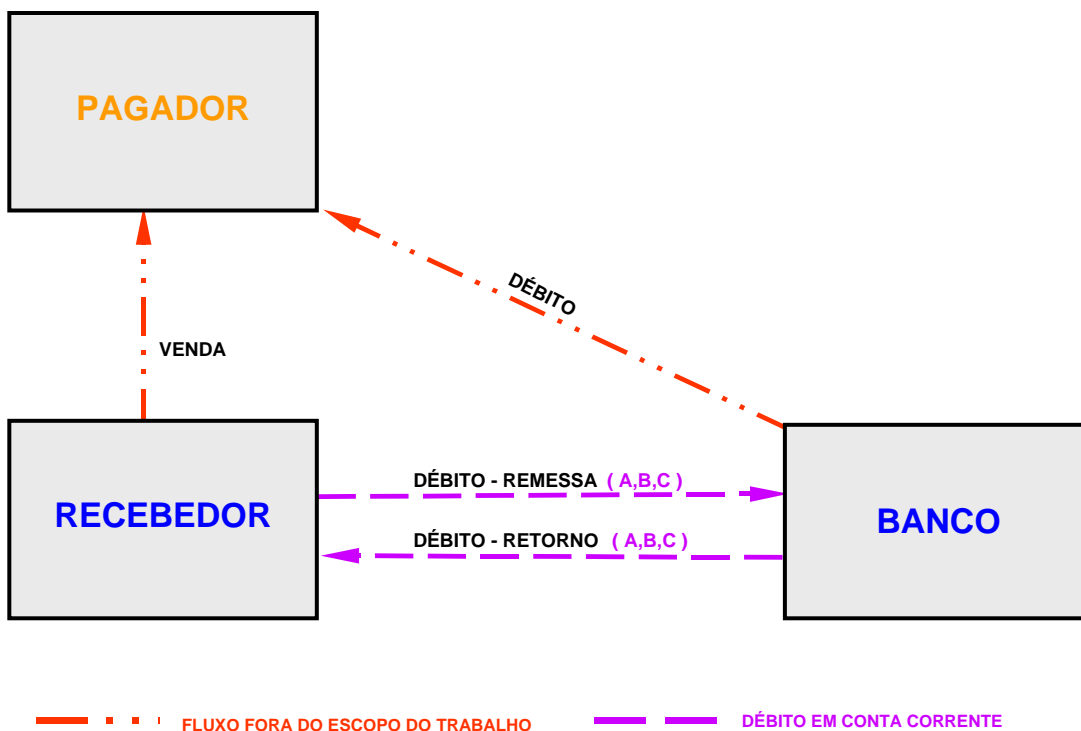 PAGADOR
DÉBITO
VENDA
RECEBEDOR
DÉBITO - REMESSA ( A,B,C )
DÉBITO - RETORNO ( A,B,C )
BANCO
FLUXO FORA DO ESCOPO DO TRABALHO
DÉBITO EM CONTA CORRENTE